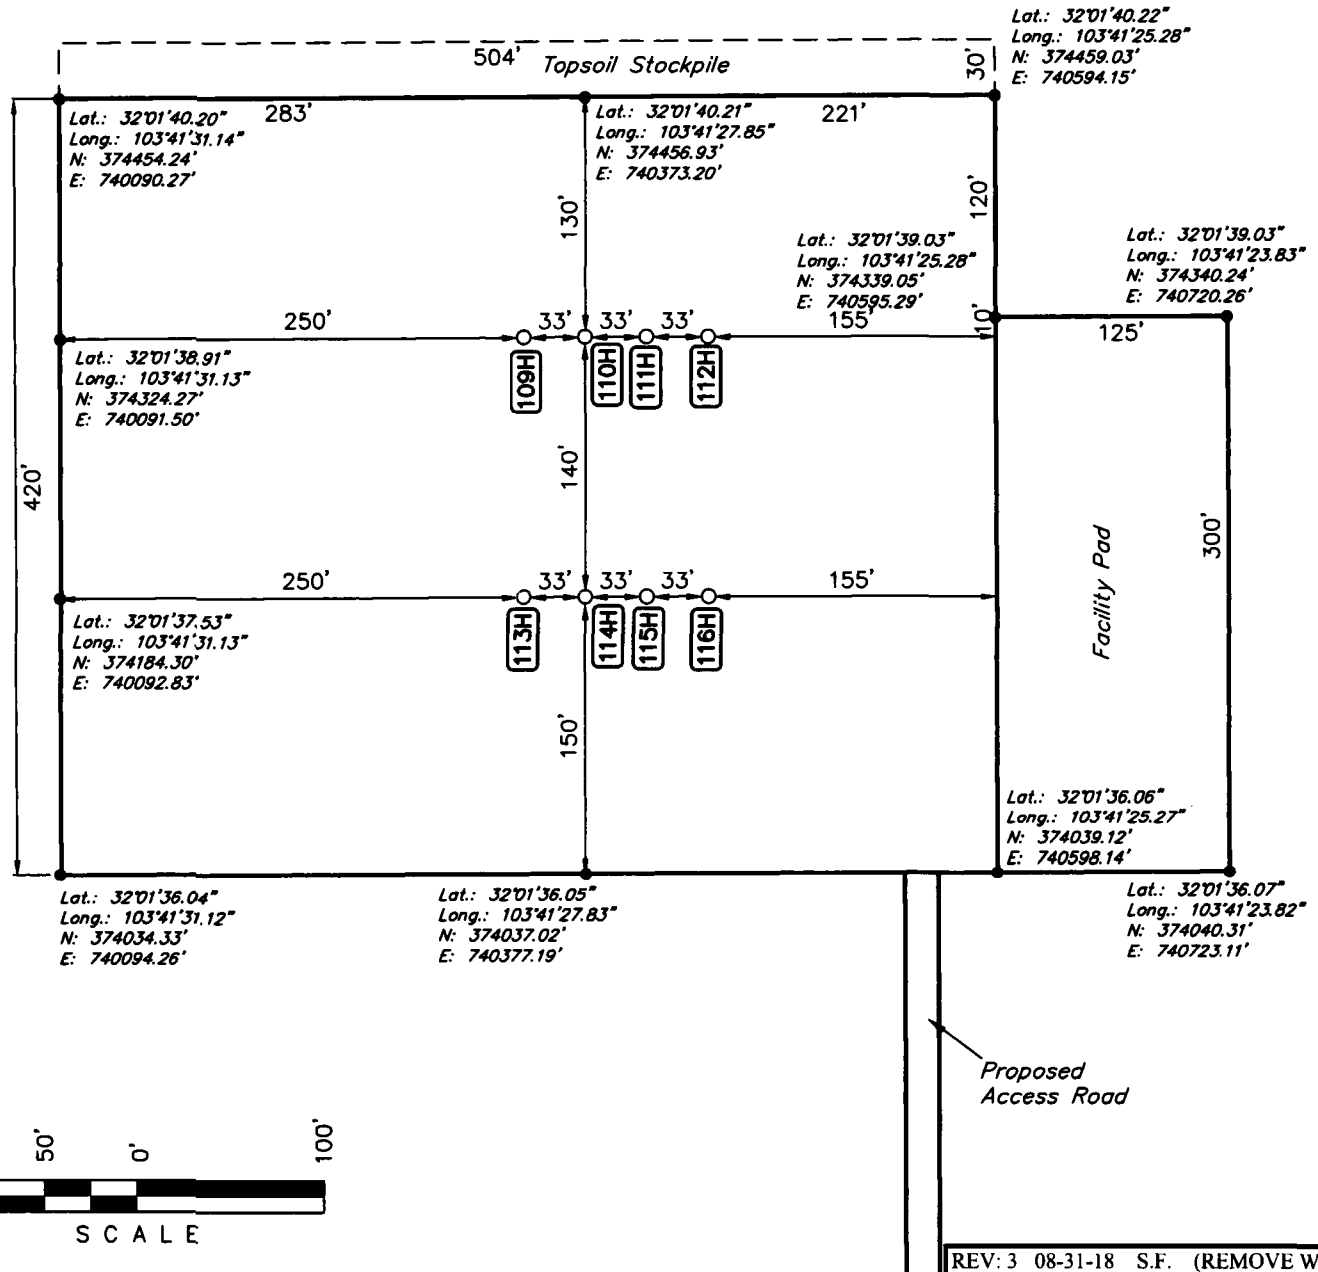 Lat.: 32°01'40.22"
Long.: 103°41'25.28"
N: 374459.03'
E: 740594.15'
504'
Topsoil Stockpile
30'
283'
221'
Lat.: 32°01'40.20"
Long.: 103°41'31.14"
N: 374454.24'
E: 740090.27'
Lat.: 32°01'40.21"
Long.: 103°41'27.85"
N: 374456.93'
E: 740373.20'
130'
120'
Lat.: 32°01'39.03"
Long.: 103°41'25.28"
N: 374339.05'
E: 740595.29'
Lat.: 32°01'39.03"
Long.: 103°41'23.83"
N: 374340.24'
E: 740720.26'
250'
33'
33'
33'
155'
10'
125'
109H
110H
111H
112H
Lat.: 32°01'38.91"
Long.: 103°41'31.13"
N: 374324.27'
E: 740091.50'
420'
140'
300'
Facility Pad
250'
33'
33'
33'
155'
113H
114H
115H
116H
Lat.: 32°01'37.53"
Long.: 103°41'31.13"
N: 374184.30'
E: 740092.83'
150'
Lat.: 32°01'36.06"
Long.: 103°41'25.27"
N: 374039.12'
E: 740598.14'
Lat.: 32°01'36.04"
Long.: 103°41'31.12"
N: 374034.33'
E: 740094.26'
Lat.: 32°01'36.05"
Long.: 103°41'27.83"
N: 374037.02'
E: 740377.19'
Lat.: 32°01'36.07"
Long.: 103°41'23.82"
N: 374040.31'
E: 740723.11'
Proposed
Access Road
50'
0'
100'
SCALE
REV: 3 08-31-18 S.F. (REMOVE W